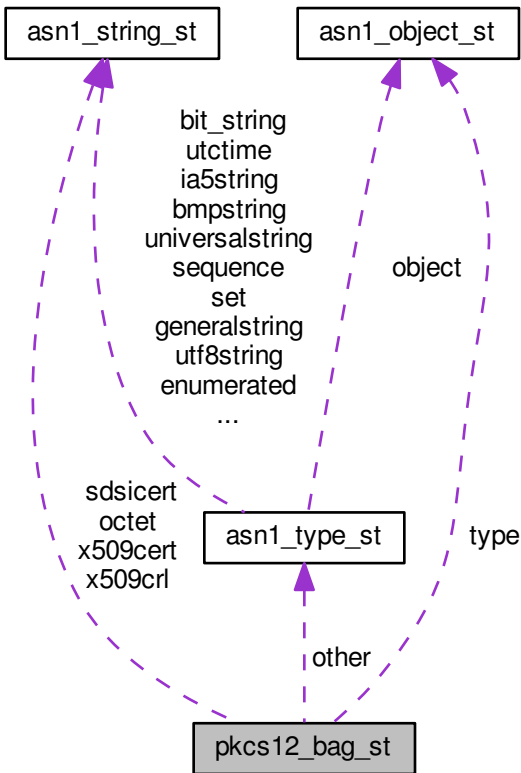 asn1_string_st
asn1_object_st
bit_string
utctime
ia5string
bmpstring
universalstring
sequence
set
generalstring
utf8string
enumerated
...
object
sdsicert
octet
x509cert
x509crl
asn1_type_st
type
other
pkcs12_bag_st